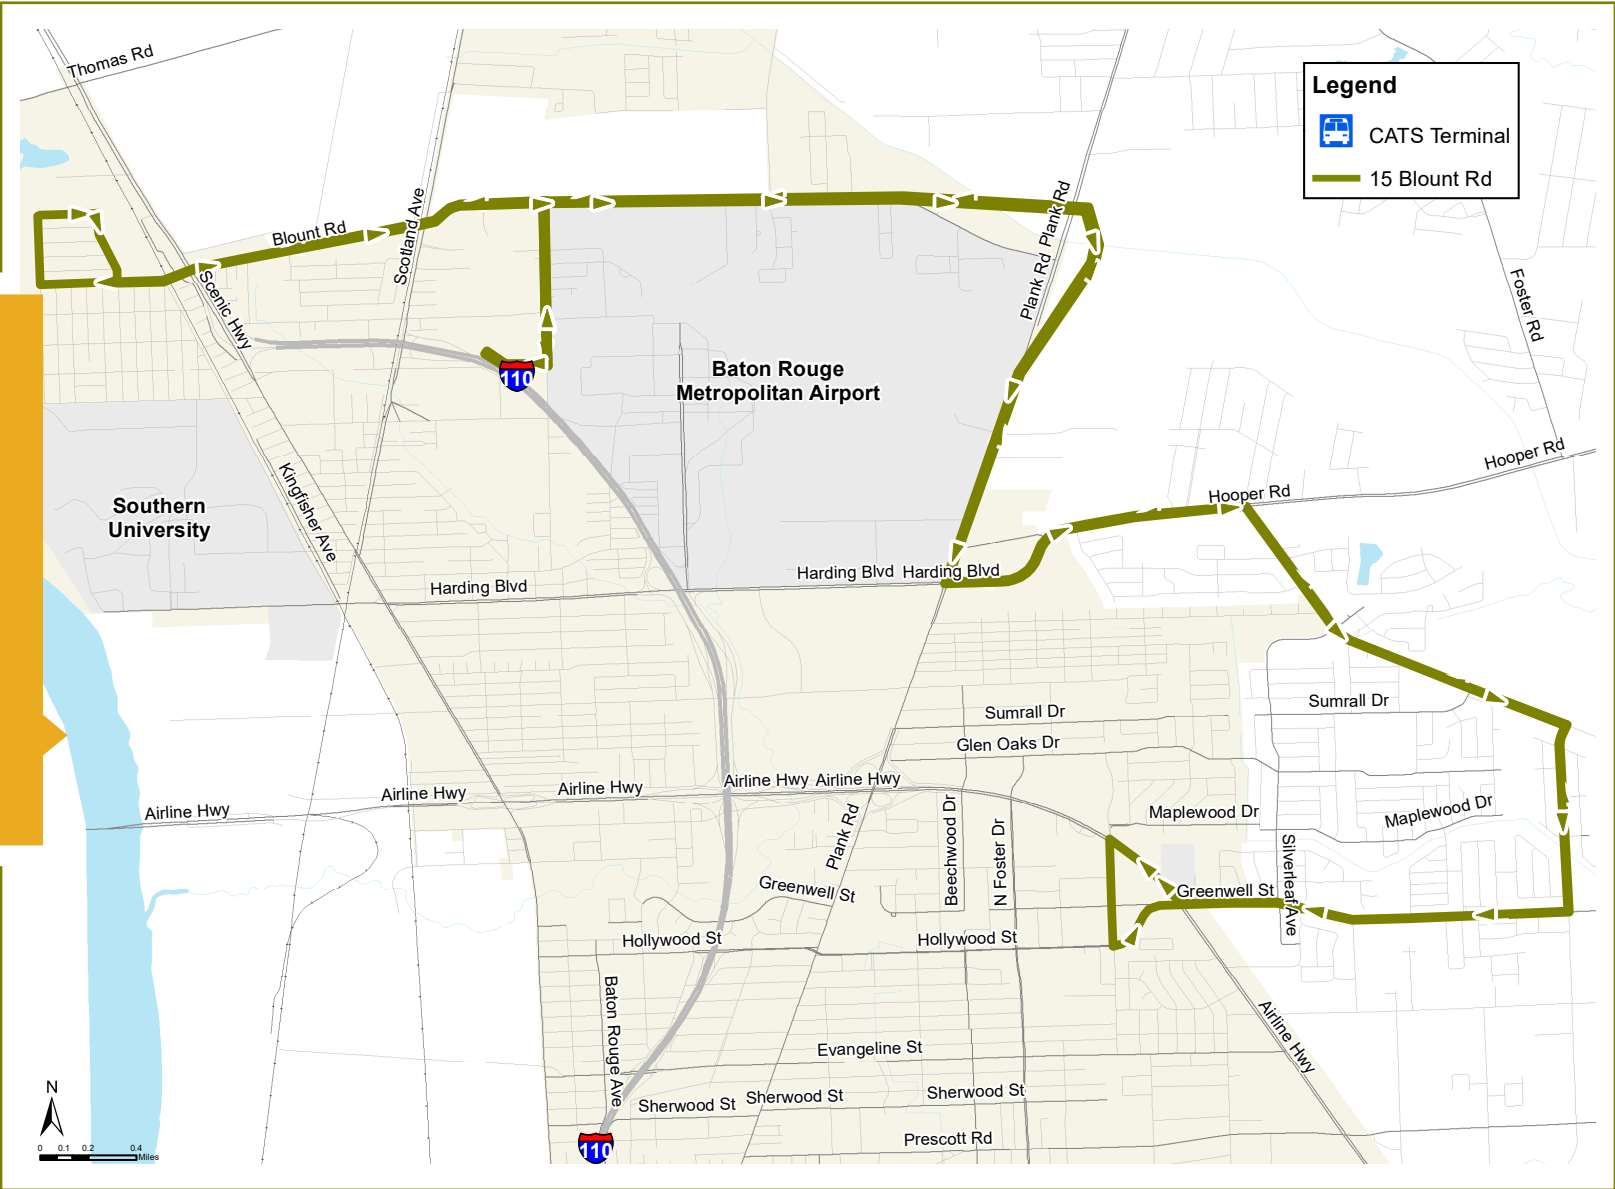 Thomas Rd
Legend
CATS Terminal
15 Blount Rd
Blount Rd
Scotland Ave
Plank Rd
Plank Rd
Scenic Hwy
Foster Rd
110
Baton Rouge
Metropolitan Airport
Hooper Rd
Hooper Rd
Southern
University
Kingfisher Ave
Harding Blvd
Harding Blvd
Harding Blvd
Sumrall Dr
Sumrall Dr
Glen Oaks Dr
Airline Hwy
Airline Hwy
Airline Hwy
Airline Hwy
Airline Hwy
Maplewood Dr
Maplewood Dr
Plank Rd
Beechwood Dr
N Foster Dr
Silverleaf Ave
Greenwell St
Greenwell St
Hollywood St
Hollywood St
Baton Rouge Ave
Airline Hwy
Evangeline St
Sherwood St
Sherwood St
Sherwood St
Prescott Rd
110
N
0 0.1 0.2 0.4
Miles